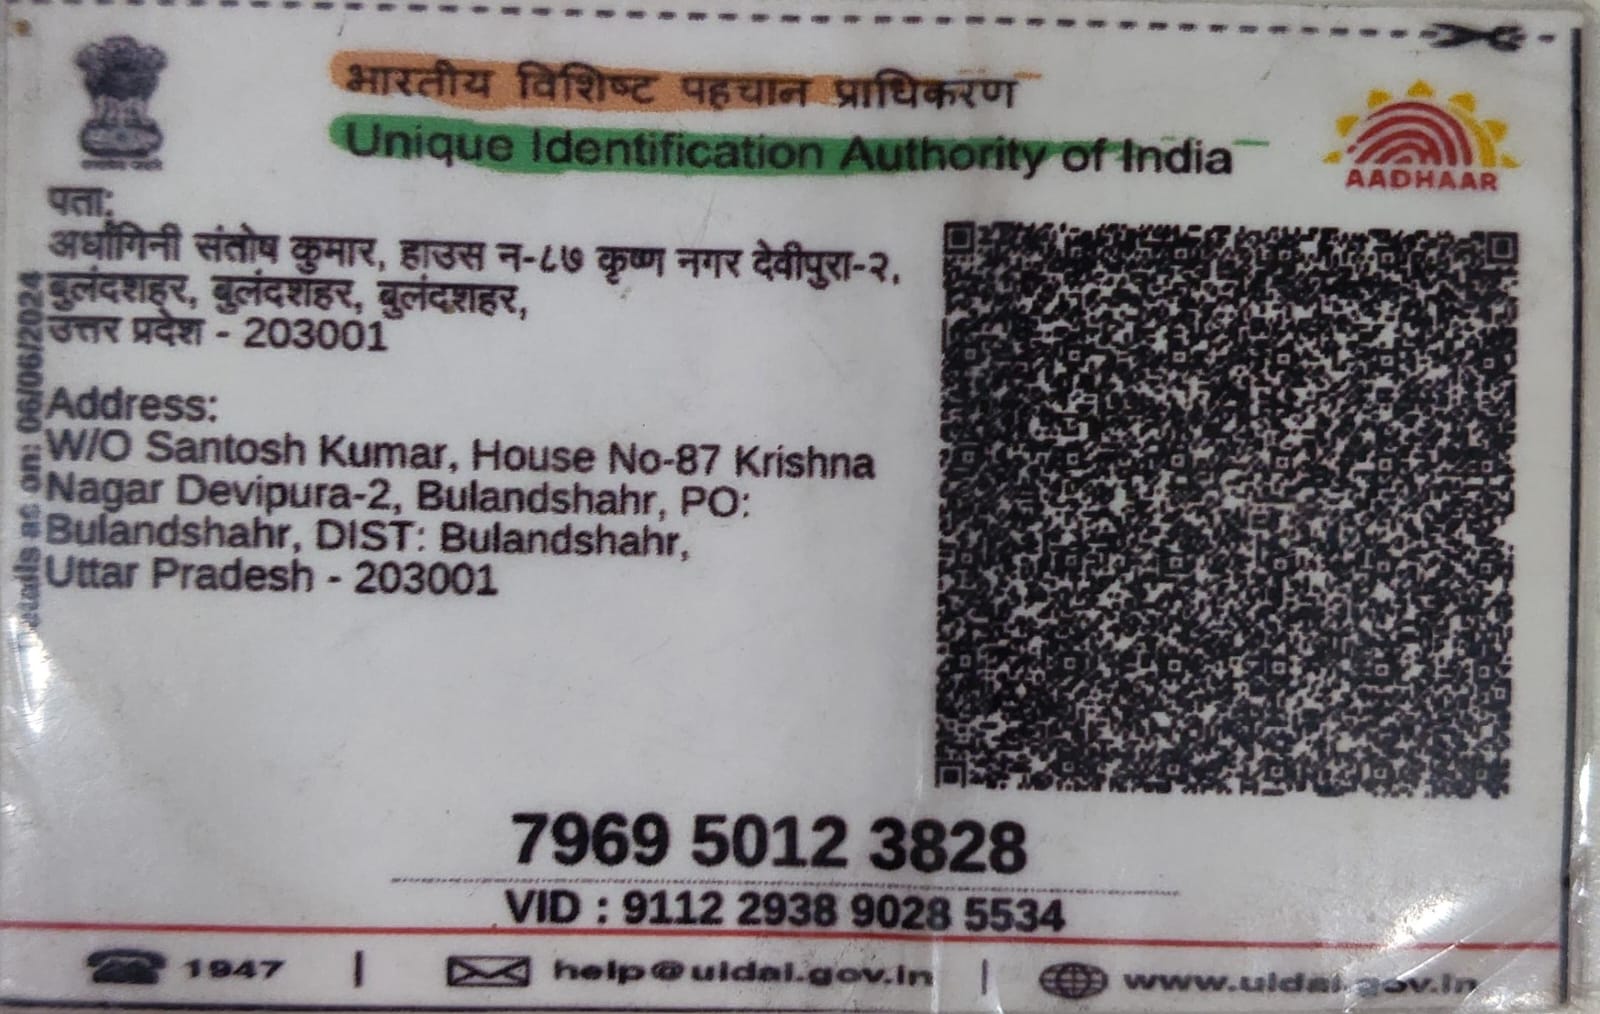 भारतीय विशिष्ट पहचान प्राधिकरण
Unique Identification Authority of India
AADHAAR
पता:
अर्धांगिनी संतोष कुमार, हाउस न-८७ कृष्ण नगर देवीपुरा-२,
बुलंदशहर, बुलंदशहर, बुलंदशहर,
उत्तर प्रदेश - 203001
Address:
W/O Santosh Kumar, House No-87 Krishna
Nagar Devipura-2, Bulandshahr, PO:
Bulandshahr, DIST: Bulandshahr,
Uttar Pradesh - 203001
Details as on: 06/06/2024
7969 5012 3828
VID : 9112 2938 9028 5534
1947 | help@uidai.gov.in | www.uidai.gov.in